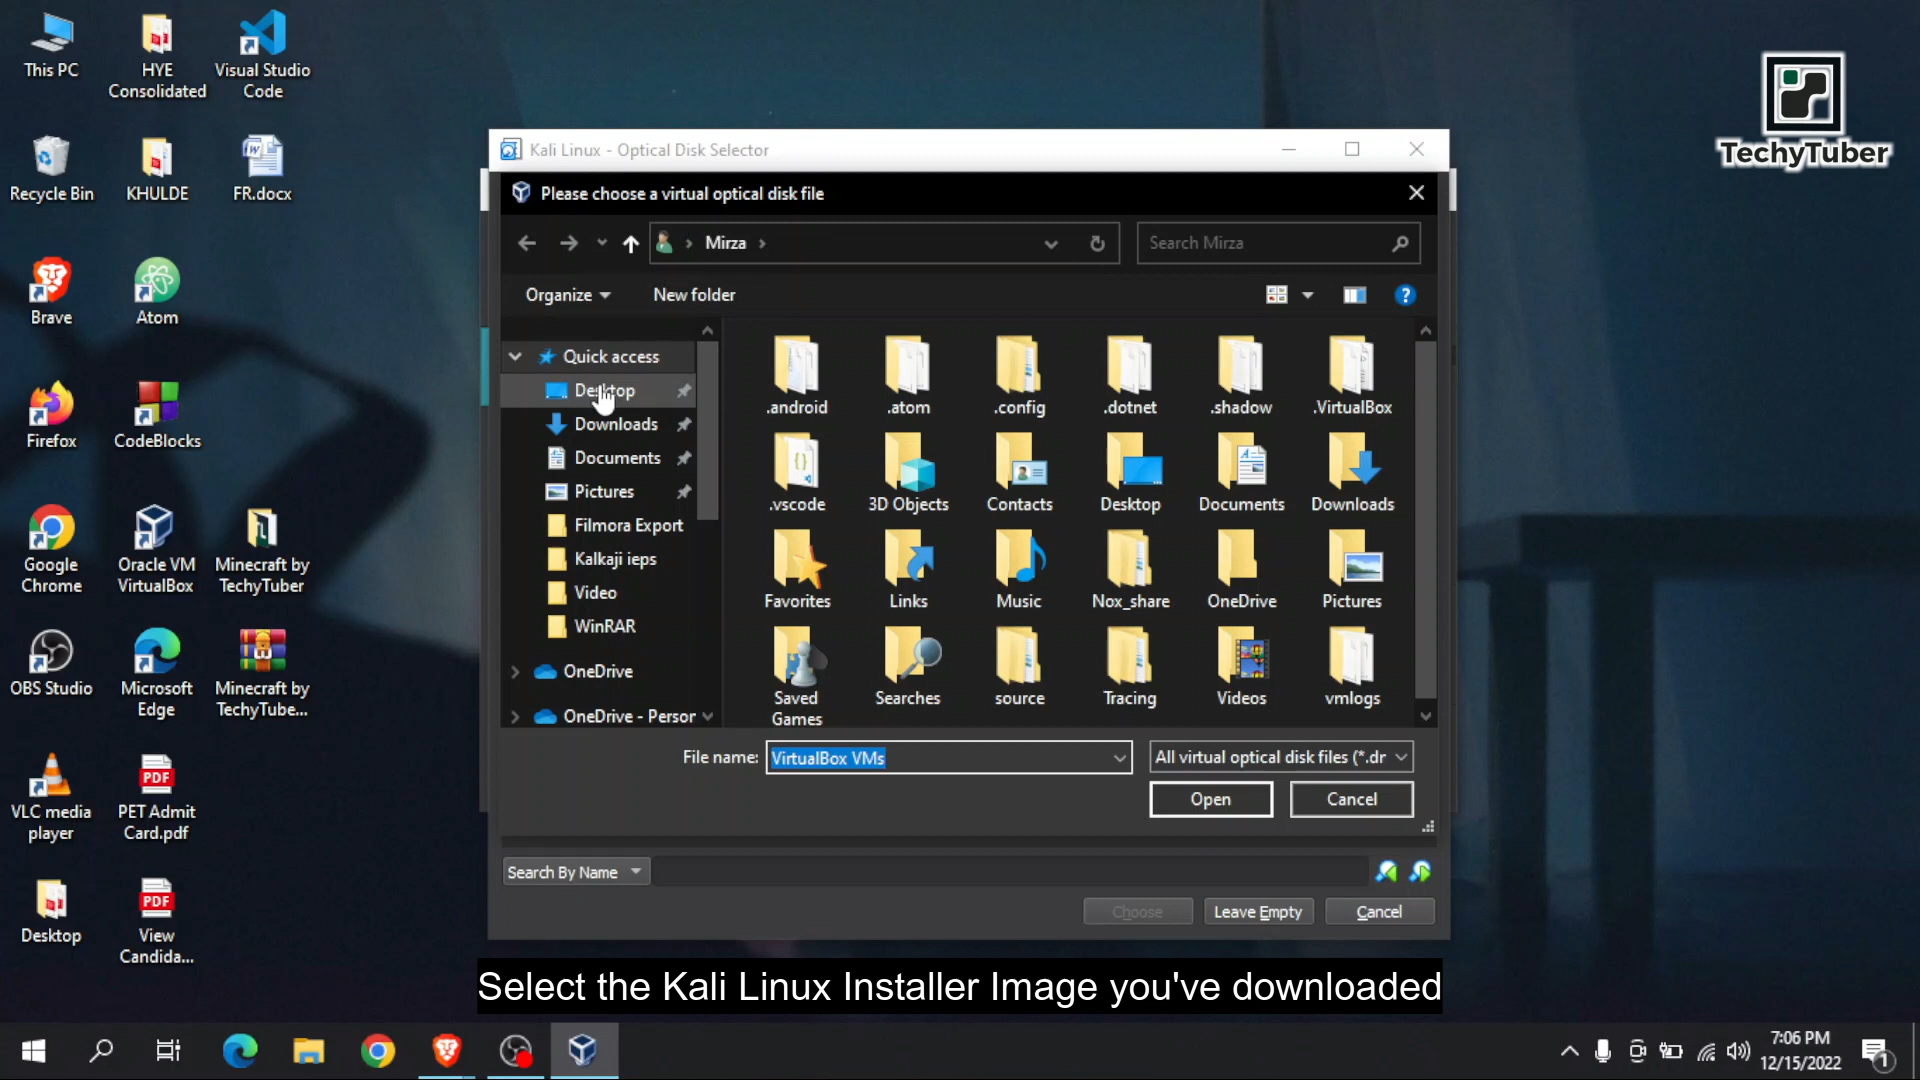 This PC
HYE
Consolidated
Visual Studio
Code
Recycle Bin
KHULDE
FR.docx
Brave
Atom
Firefox
CodeBlocks
Google
Chrome
Oracle VM
VirtualBox
Minecraft by
TechyTuber
OBS Studio
Microsoft
Edge
Minecraft by
TechyTube...
VLC media
player
PET Admit
Card.pdf
Desktop
View
Candida...
TechyTuber
Kali Linux - Optical Disk Selector
Please choose a virtual optical disk file
Mirza
Search Mirza
Organize
New folder
Quick access
Desktop
Downloads
Documents
Pictures
Filmora Export
Kalkaji ieps
Video
WinRAR
OneDrive
OneDrive - Person
.android
.atom
.config
.dotnet
.shadow
.VirtualBox
.vscode
3D Objects
Contacts
Desktop
Documents
Downloads
Favorites
Links
Music
Nox_share
OneDrive
Pictures
Saved
Games
Searches
source
Tracing
Videos
vmlogs
File name:
VirtualBox VMs
All virtual optical disk files (*.dr
Open
Cancel
Search By Name
Choose
Leave Empty
Cancel
Select the Kali Linux Installer Image you've downloaded
7:06 PM
12/15/2022
1